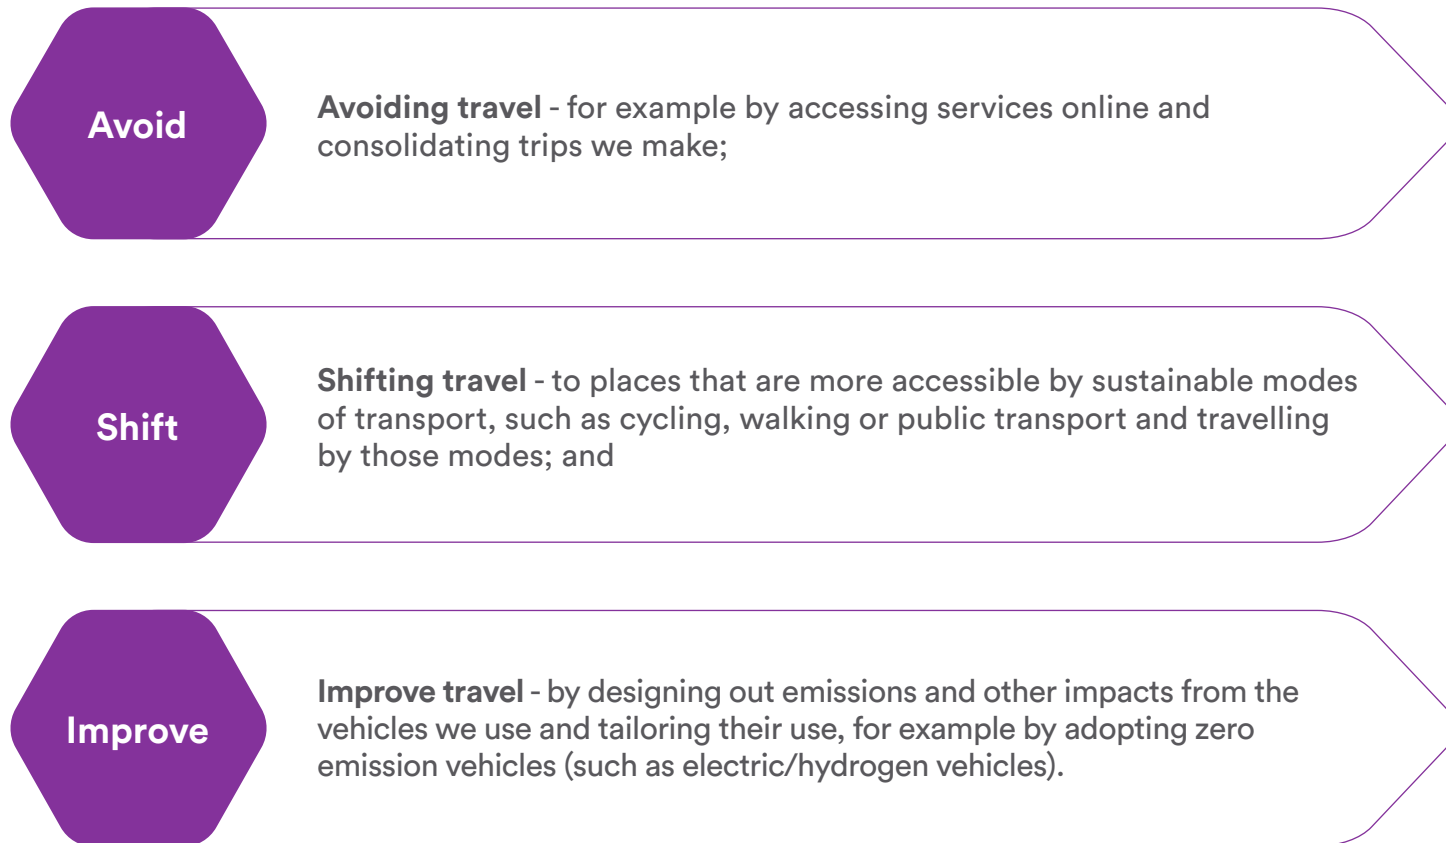 Avoid
Avoiding travel - for example by accessing services online and
consolidating trips we make;
Shift
Shifting travel - to places that are more accessible by sustainable modes
of transport, such as cycling, walking or public transport and travelling
by those modes; and
Improve
Improve travel - by designing out emissions and other impacts from the
vehicles we use and tailoring their use, for example by adopting zero
emission vehicles (such as electric/hydrogen vehicles).